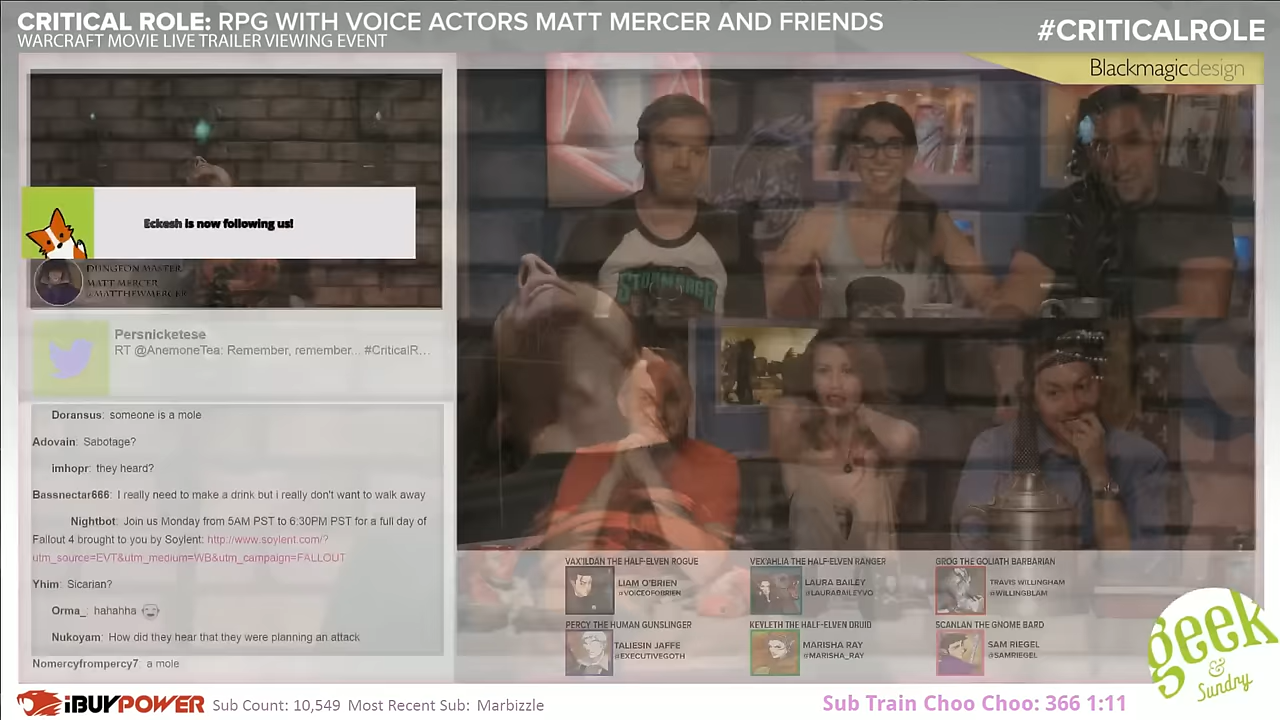 CRITICAL ROLE: RPG WITH VOICE ACTORS MATT MERCER AND FRIENDS
WARCRAFT MOVIE LIVE TRAILER VIEWING EVENT
#CRITICALROLE
Blackmagicdesign
Eckesh is now following us!
DUNGEON MASTER
MATT MERCER
@MATTHEWMERCER
Persnicketese
RT @AnemoneTea: Remember, remember... #CriticalR...
Doransus: someone is a mole
Adovain: Sabotage?
imhopr: they heard?
Bassnectar666: I really need to make a drink but i really don't want to walk away
Nightbot: Join us Monday from 5AM PST to 6:30PM PST for a full day of
Fallout 4 brought to you by Soylent: http://www.soylent.com/?
utm_source=EVT&utm_medium=WB&utm_campaign=FALLOUT
Yhim: Sicarian?
Orma_: hahahha
Nukoyam: How did they hear that they were planning an attack
Nomercyfrompercy7: a mole
STORMRAGE
VAX'ILDAN THE HALF-ELVEN ROGUE
LIAM O'BRIEN
@VOICEOFOBRIEN
VEX'AHLIA THE HALF-ELVEN RANGER
LAURA BAILEY
@LAURABAILEYVO
GROG THE GOLIATH BARBARIAN
TRAVIS WILLINGHAM
@WILLINGBLAM
PERCY THE HUMAN GUNSLINGER
TALIESIN JAFFE
@EXECUTIVEGOTH
KEYLETH THE HALF-ELVEN DRUID
MARISHA RAY
@MARISHA_RAY
SCANLAN THE GNOME BARD
SAM RIEGEL
@SAMRIEGEL
geek
&
Sundry
iBUYPOWER Sub Count: 10,549 Most Recent Sub: Marbizzle
Sub Train Choo Choo: 366 1:11